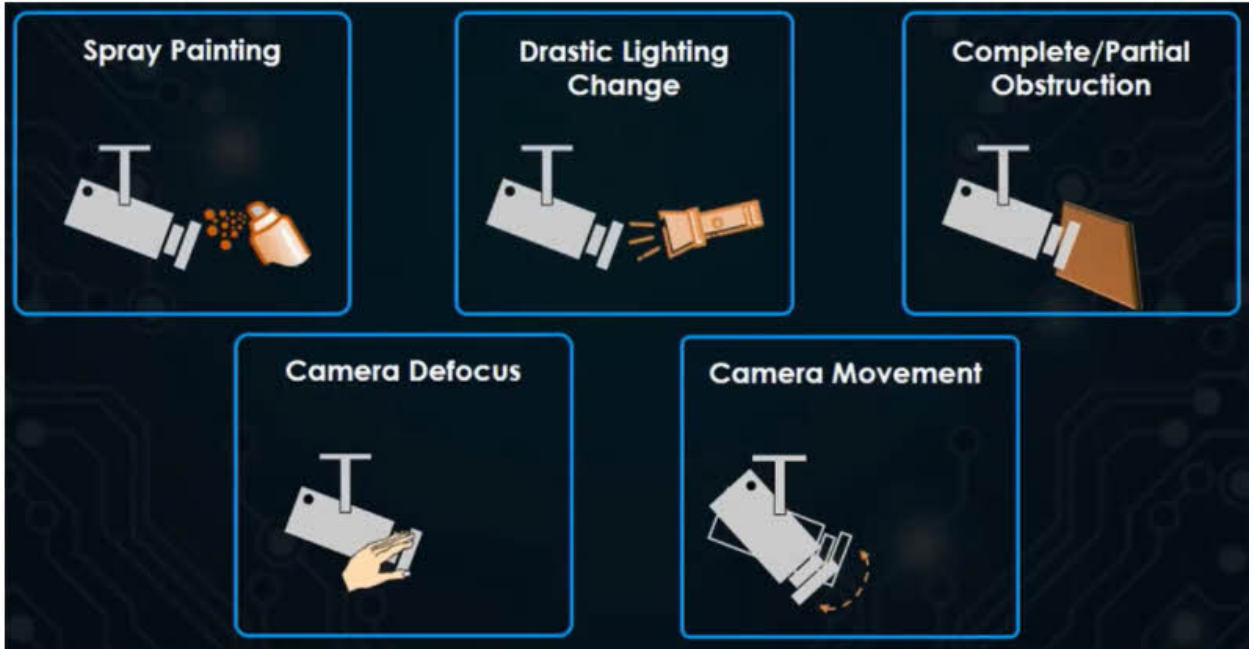 Spray Painting
Drastic Lighting
Change
Complete/Partial
Obstruction
Camera Defocus
Camera Movement